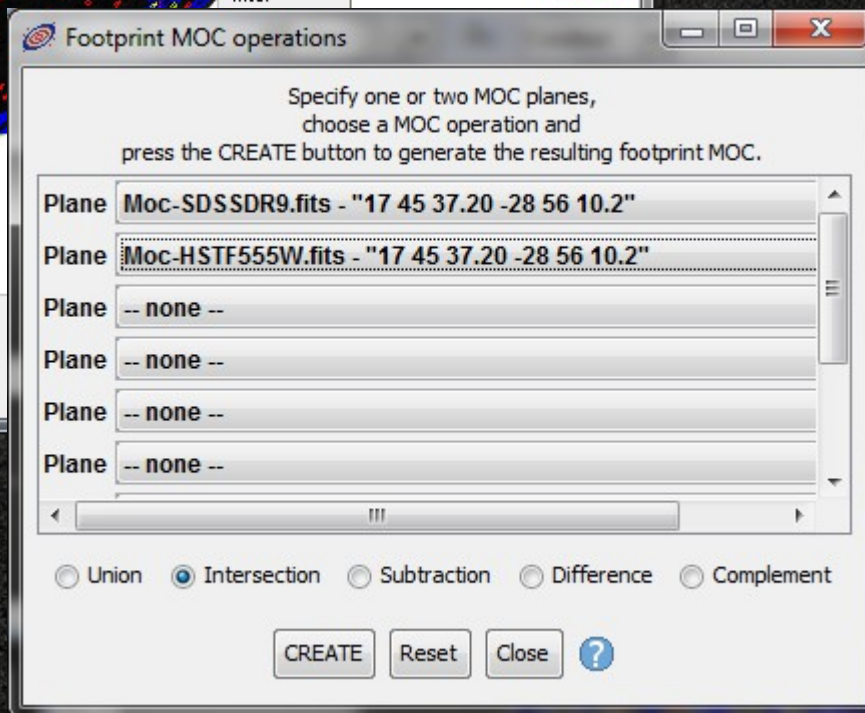 Footprint MOC operations
Specify one or two MOC planes,
choose a MOC operation and
press the CREATE button to generate the resulting footprint MOC.
Plane Moc-SDSSDR9.fits - "17 45 37.20 -28 56 10.2"
Plane Moc-HSTF555W.fits - "17 45 37.20 -28 56 10.2"
Plane -- none --
Plane -- none --
Plane -- none --
Plane -- none --
Union Intersection Subtraction Difference Complement
CREATE Reset Close ?